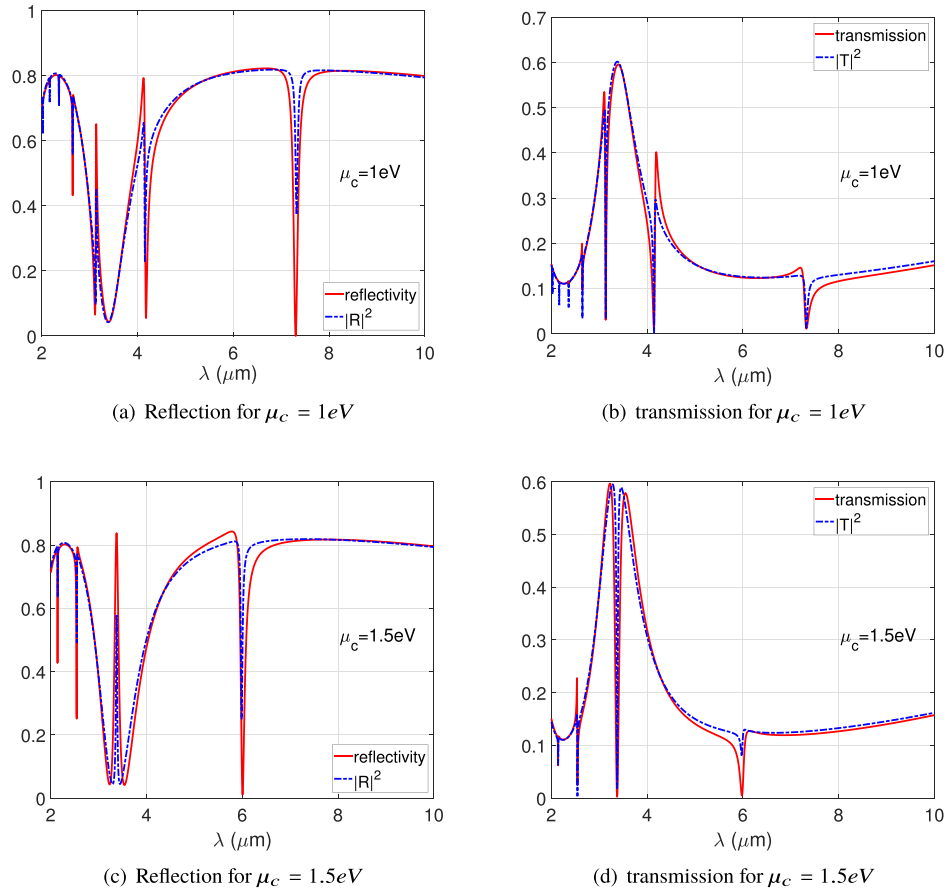 1
0.8
0.6
0.4
0.2
0
2
4
6
8
10
λ (μm)
μc=1eV
reflectivity
|R|²
(a) Reflection for μc = 1eV
0.7
0.6
0.5
0.4
0.3
0.2
0.1
0
2
4
6
8
10
λ (μm)
transmission
|T|²
μc=1eV
(b) transmission for μc = 1eV
1
0.8
0.6
0.4
0.2
0
2
4
6
8
10
λ (μm)
μc=1.5eV
reflectivity
|R|²
(c) Reflection for μc = 1.5eV
0.6
0.5
0.4
0.3
0.2
0.1
0
2
4
6
8
10
λ (μm)
transmission
|T|²
μc=1.5eV
(d) transmission for μc = 1.5eV